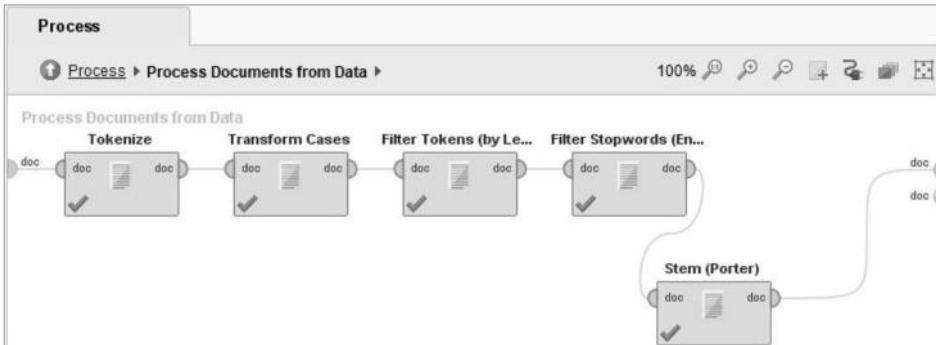 Process
Process ▸ Process Documents from Data ▸ 100%
Process Documents from Data
Tokenize Transform Cases Filter Tokens (by Le... Filter Stopwords (En...
doc doc doc doc doc doc doc doc doc doc
doc
Stem (Porter)
doc doc